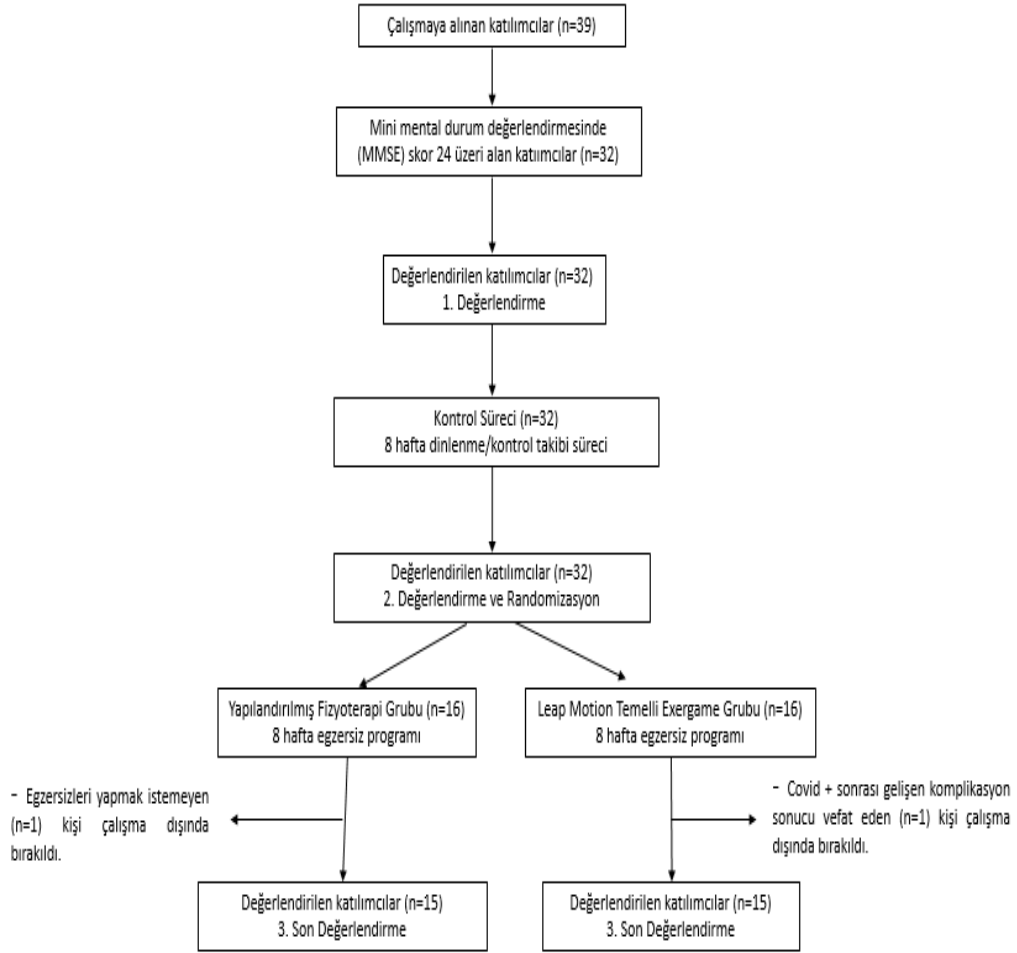 Çalışmaya alınan katılımcılar (n=39)
Mini mental durum değerlendirmesinde
(MMSE) skor 24 üzeri alan katıımcılar (n=32)
Değerlendirilen katılımcılar (n=32)
1. Değerlendirme
Kontrol Süreci (n=32)
8 hafta dinlenme/kontrol takibi süreci
Değerlendirilen katılımcılar (n=32)
2. Değerlendirme ve Randomizasyon
Yapılandırılmış Fizyoterapi Grubu (n=16)
8 hafta egzersiz programı
Leap Motion Temelli Exergame Grubu (n=16)
8 hafta egzersiz programı
- Egzersizleri yapmak istemeyen
(n=1) kişi çalışma dışında
bırakıldı.
- Covid + sonrası gelişen komplikasyon
sonucu vefat eden (n=1) kişi çalışma
dışında bırakıldı.
Değerlendirilen katılımcılar (n=15)
3. Son Değerlendirme
Değerlendirilen katılımcılar (n=15)
3. Son Değerlendirme